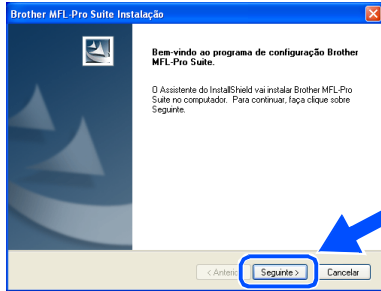 Brother MFL-Pro Suite Instalação
Bem-vindo ao programa de configuração Brother
MFL-Pro Suite.
O Assistente do InstallShield vai instalar Brother MFL-Pro
Suite no computador. Para continuar, faça clique sobre
Seguinte.
< Anterio Seguinte > Cancelar